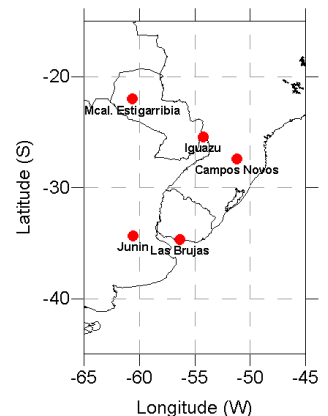 -20
Mcal. Estigarribia
Iguazu
Campos Novos
-30
Junin
Las Brujas
-40
-65 -60 -55 -50 -45
Latitude (S)
Longitude (W)